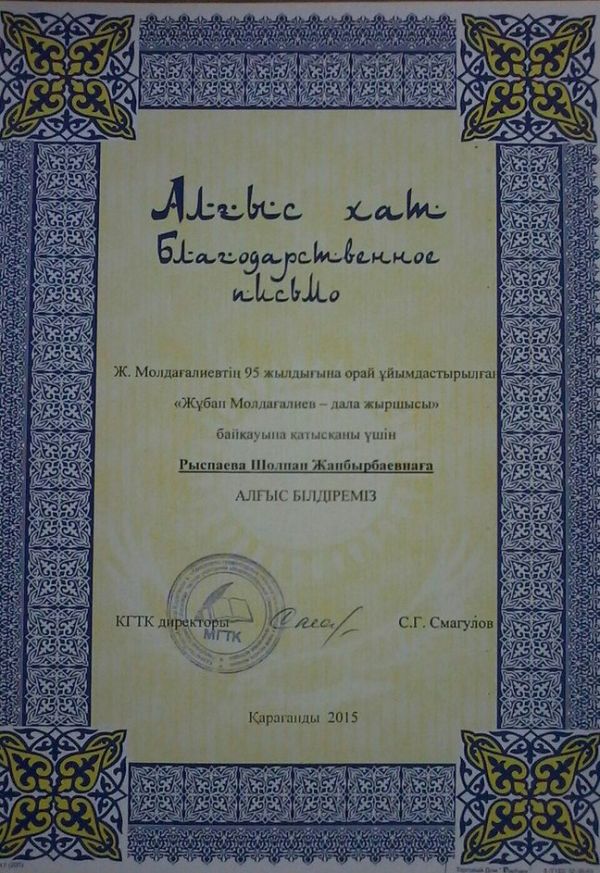 Алғыс хат
Благодарственное
письмо
Ж. Молдағалиевтің 95 жылдығына орай ұйымдастырылған
«Жұбан Молдағалиев – дала жыршысы»
байқауына қатысқаны үшін
Рыспаева Шолпан Жанбырбаевнаға
АЛҒЫС БІЛДІРЕМІЗ
КГТК директоры
С.Г. Смагулов
МГТК
Қарағанды 2015